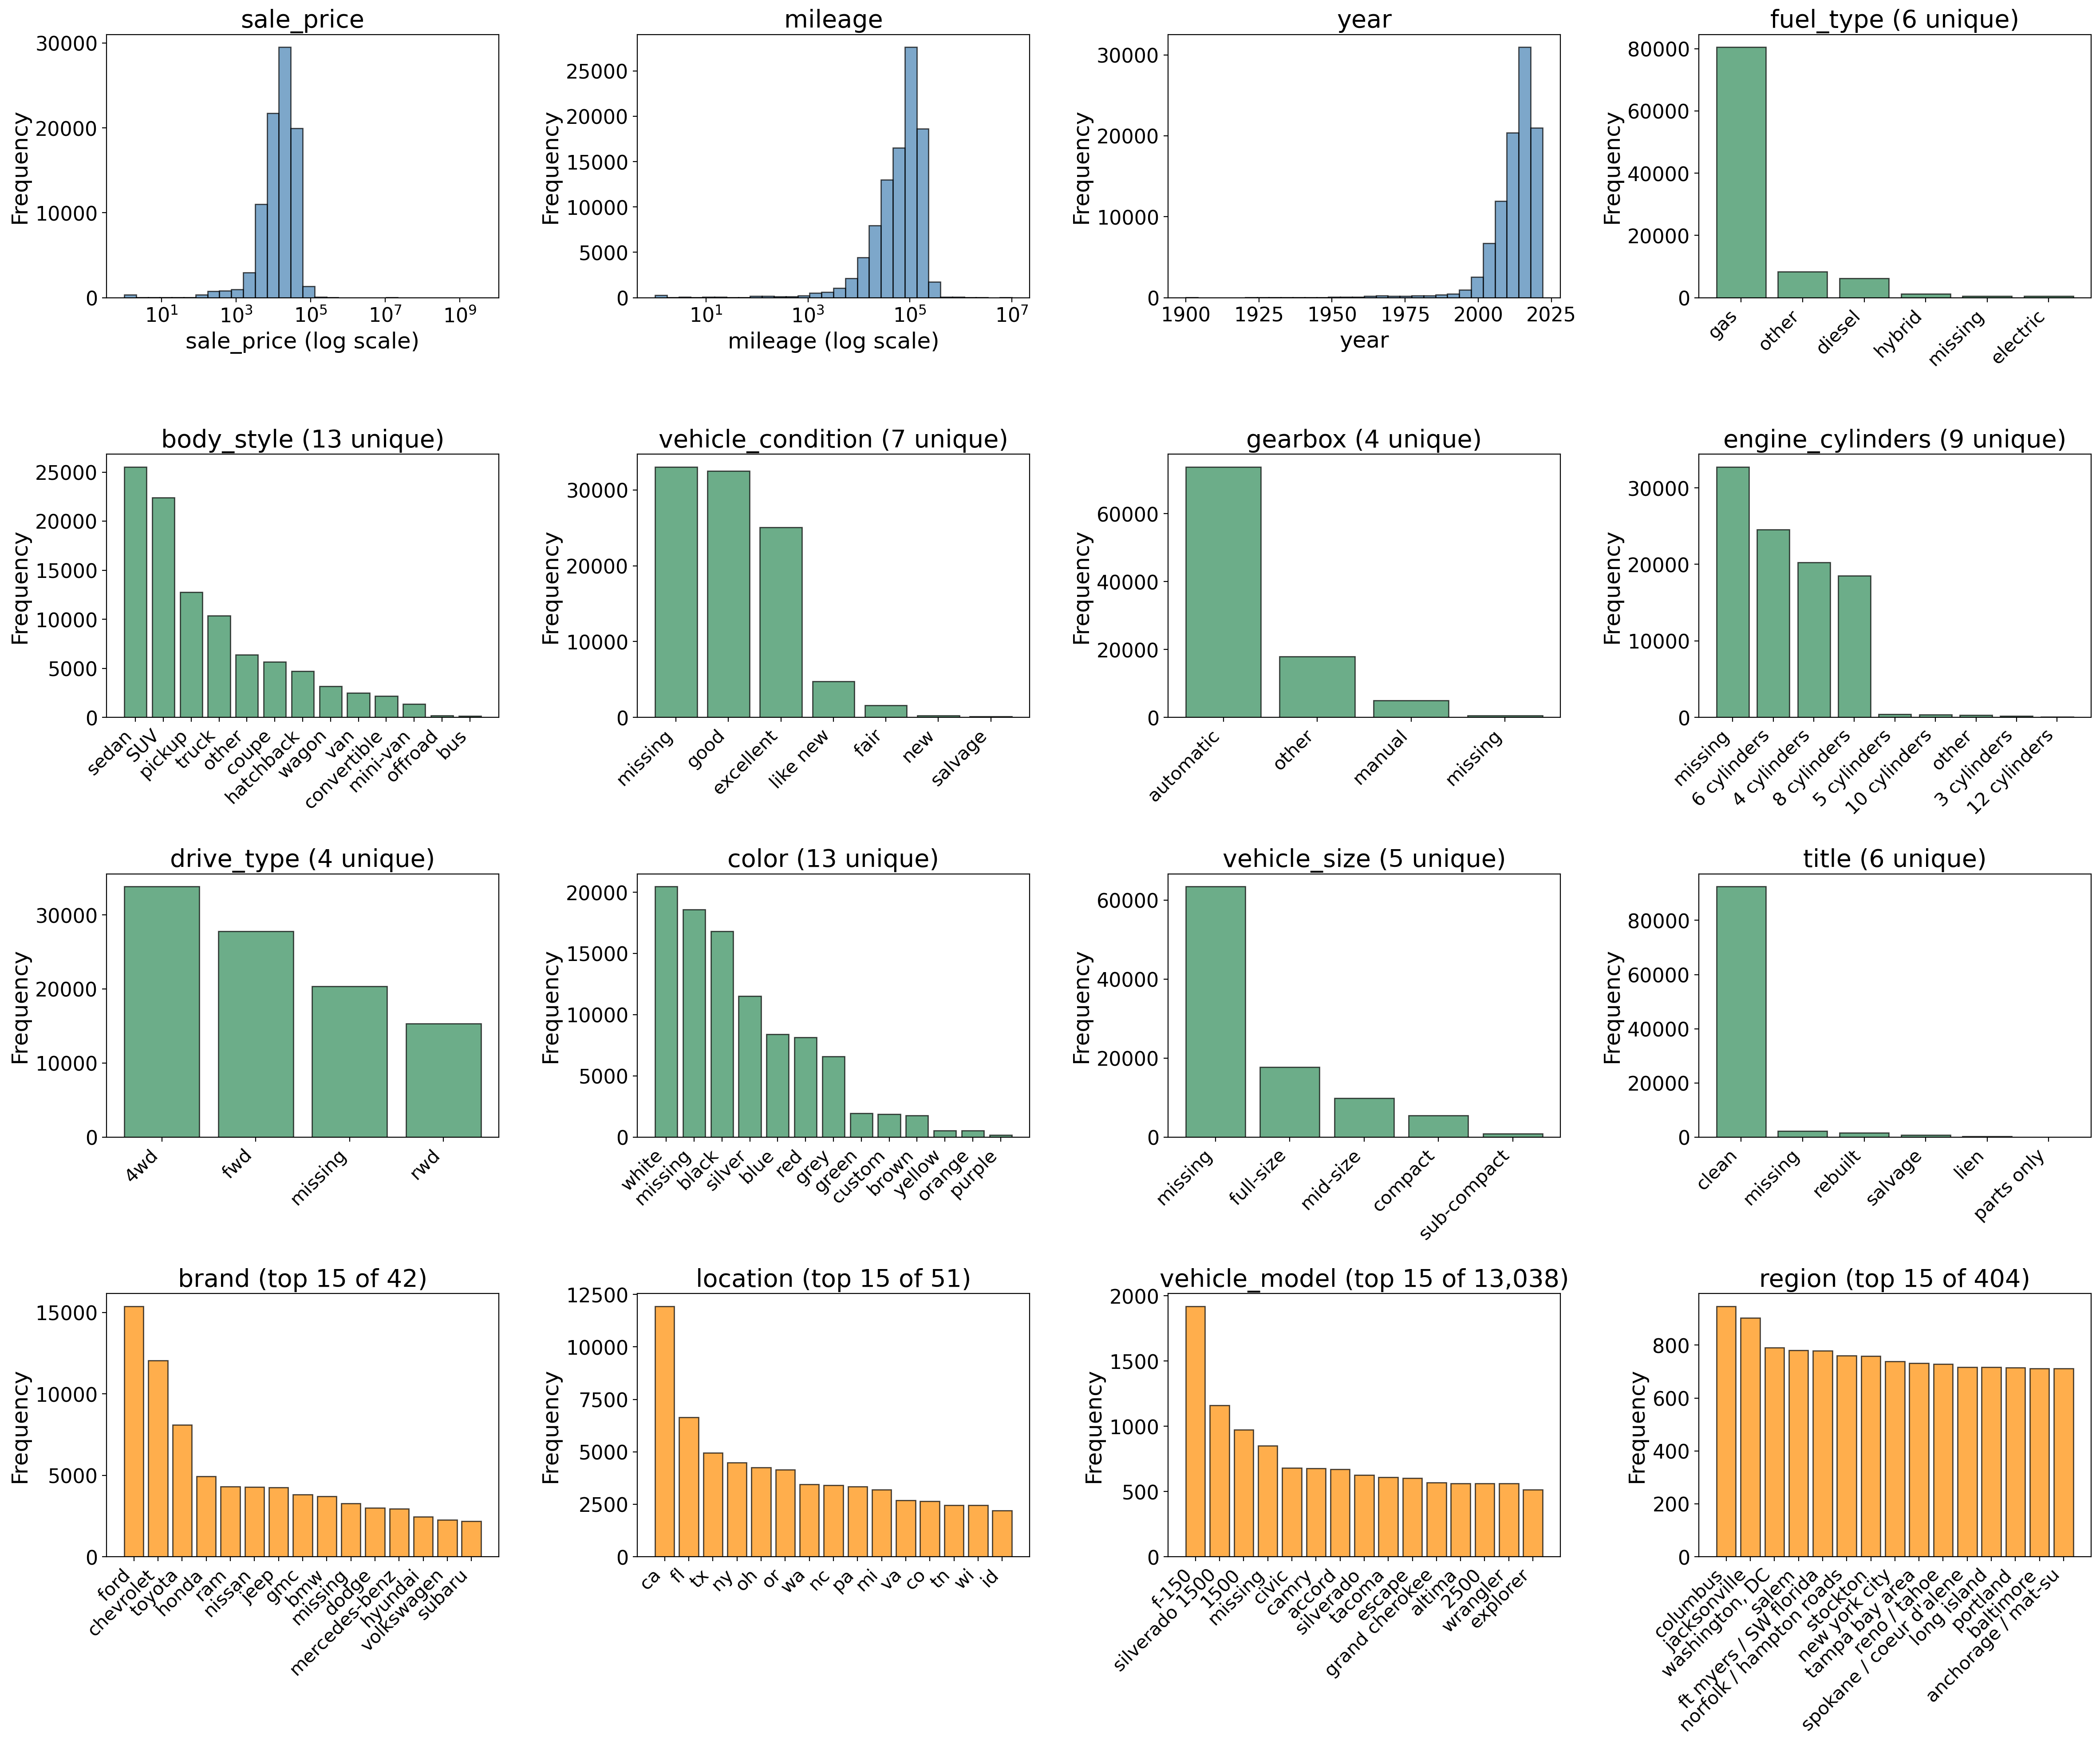 sale_price
Frequency
30000
20000
10000
0
10^1
10^3
10^5
10^7
10^9
sale_price (log scale)
mileage
Frequency
25000
20000
15000
10000
5000
0
10^1
10^3
10^5
10^7
mileage (log scale)
year
Frequency
30000
20000
10000
0
1900
1925
1950
1975
2000
2025
year
fuel_type (6 unique)
Frequency
80000
60000
40000
20000
0
gas
other
diesel
hybrid
missing
electric
body_style (13 unique)
Frequency
25000
20000
15000
10000
5000
0
sedan
SUV
pickup
truck
other
coupe
hatchback
wagon
van
convertible
mini-van
offroad
bus
vehicle_condition (7 unique)
Frequency
30000
20000
10000
0
missing
good
excellent
like new
fair
new
salvage
gearbox (4 unique)
Frequency
60000
40000
20000
0
automatic
other
manual
missing
engine_cylinders (9 unique)
Frequency
30000
20000
10000
0
missing
6 cylinders
4 cylinders
8 cylinders
5 cylinders
10 cylinders
other
3 cylinders
12 cylinders
drive_type (4 unique)
Frequency
30000
20000
10000
0
4wd
fwd
missing
rwd
color (13 unique)
Frequency
20000
15000
10000
5000
0
white
missing
black
silver
blue
red
grey
green
custom
brown
yellow
orange
purple
vehicle_size (5 unique)
Frequency
60000
40000
20000
0
missing
full-size
mid-size
compact
sub-compact
title (6 unique)
Frequency
80000
60000
40000
20000
0
clean
missing
rebuilt
salvage
lien
parts only
brand (top 15 of 42)
Frequency
15000
10000
5000
0
ford
chevrolet
toyota
honda
ram
nissan
jeep
gmc
bmw
missing
dodge
mercedes-benz
hyundai
volkswagen
subaru
location (top 15 of 51)
Frequency
12500
10000
7500
5000
2500
0
ca
fl
tx
ny
oh
or
wa
nc
pa
mi
va
co
tn
wi
id
vehicle_model (top 15 of 13,038)
Frequency
2000
1500
1000
500
0
f-150
silverado 1500
1500
missing
civic
camry
accord
silverado
tacoma
escape
grand cherokee
altima
2500
wrangler
explorer
region (top 15 of 404)
Frequency
800
600
400
200
0
columbus
jacksonville
washington, DC
salem
ft myers / SW florida
norfolk / hampton roads
stockton
new york city
tampa bay area
reno / tahoe
spokane / coeur d'alene
long island
portland
baltimore
anchorage / mat-su